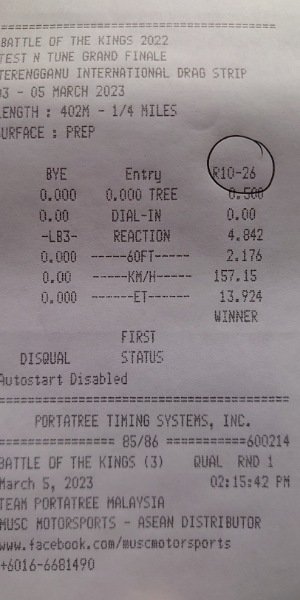 BATTLE OF THE KINGS 2022
TEST N TUNE GRAND FINALE
TERENGGANU INTERNATIONAL DRAG STRIP
03 - 05 MARCH 2023
LENGTH : 402M - 1/4 MILES
SURFACE : PREP
BYE Entry R10-26
0.000 0.000 TREE 0.500
0.00 DIAL-IN 0.00
-LB3- REACTION 4.842
0.000 -----60FT----- 2.176
0.00 -----KM/H----- 157.15
0.000 ------ET----- 13.924
WINNER
FIRST
DISQUAL STATUS
Autostart Disabled
PORTATREE TIMING SYSTEMS, INC.
================ 85/86 ===========600214
BATTLE OF THE KINGS (3) QUAL RND 1
March 5, 2023 02:15:42 PM
TEAM PORTATREE MALAYSIA
MUSC MOTORSPORTS - ASEAN DISTRIBUTOR
www.facebook.com/muscmotorsports
+6016-6681490